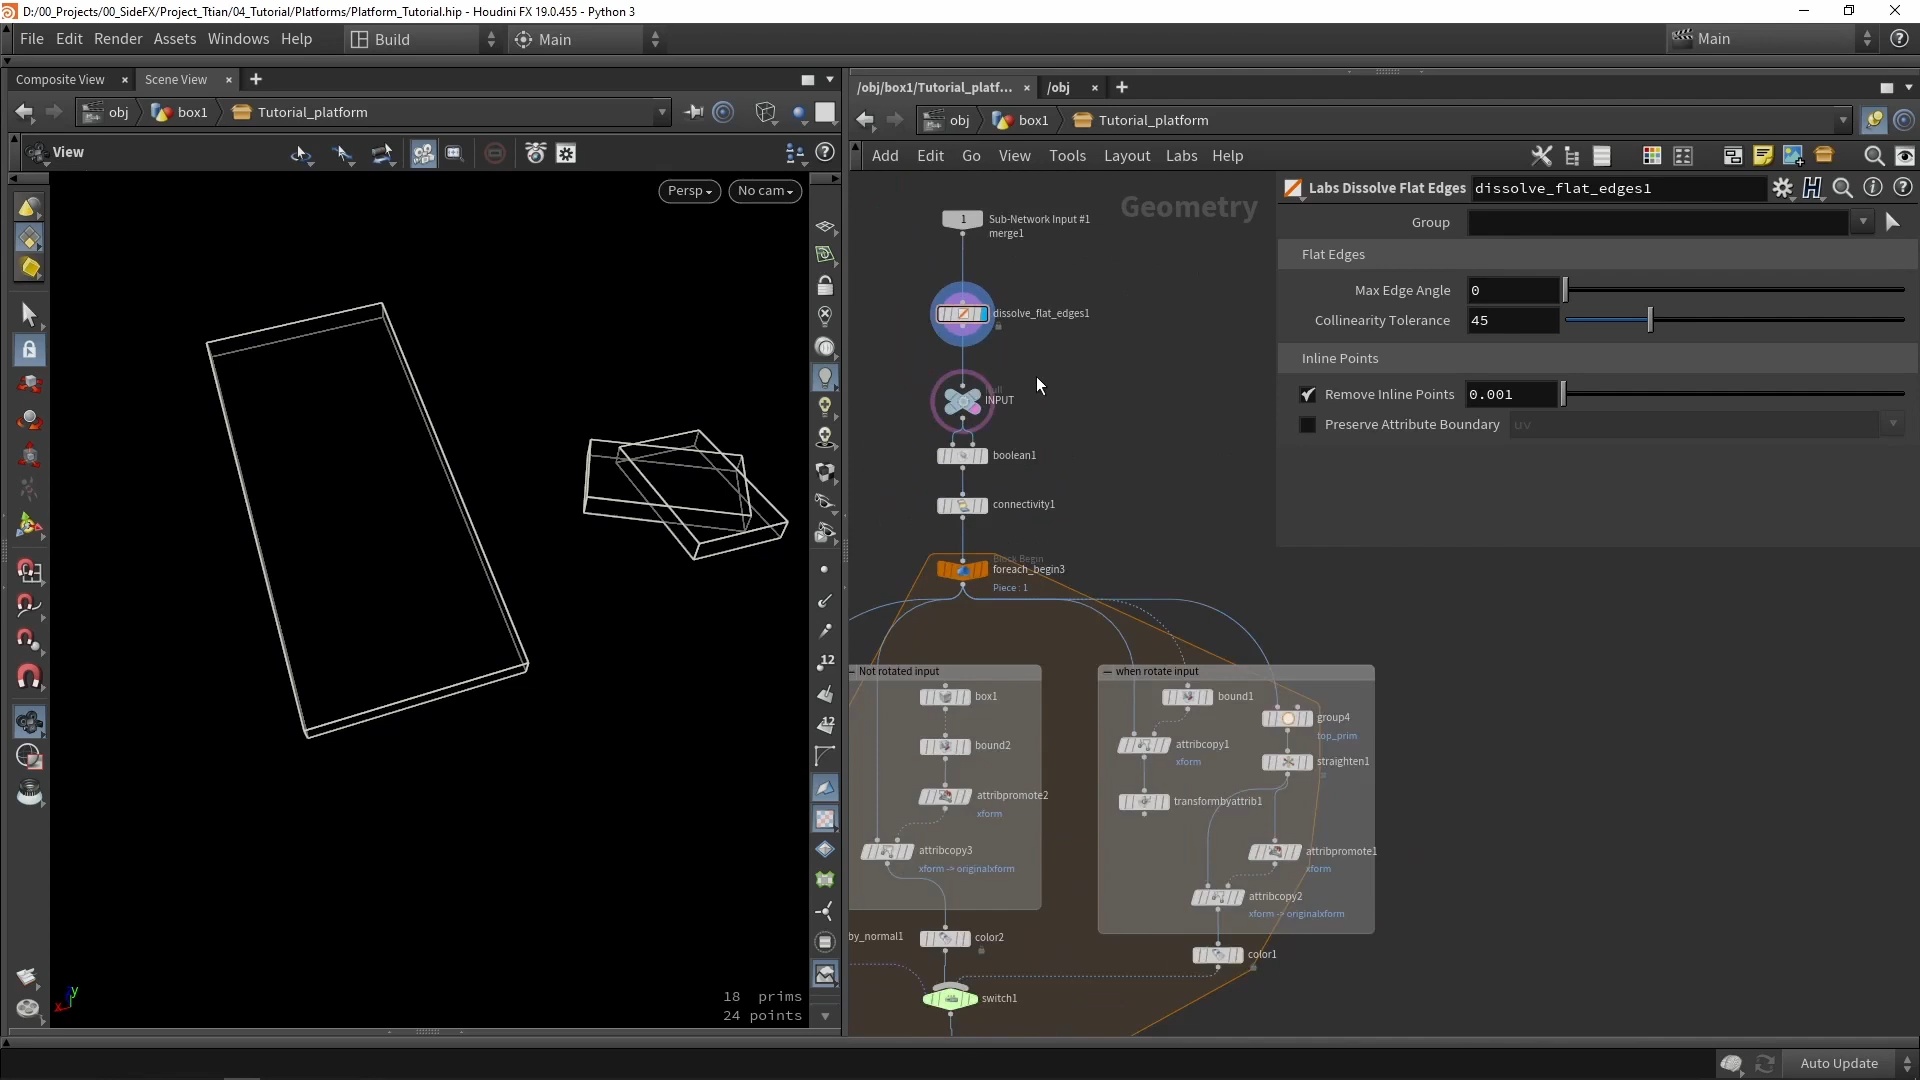 D:/00_Projects/00_SideFX/Project_Ttian/04_Tutorial/Platforms/Platform_Tutorial.hip - Houdini FX 19.0.455 - Python 3
File Edit Render Assets Windows Help Build Main Main
Composite View × Scene View × +
/obj/box1/Tutorial_platf... × /obj × +
obj box1 Tutorial_platform
obj box1 Tutorial_platform
View
Add Edit Go View Tools Layout Labs Help
Persp No cam
Geometry
Labs Dissolve Flat Edges dissolve_flat_edges1
Group
Flat Edges
Max Edge Angle 0
Collinearity Tolerance 45
Inline Points
Remove Inline Points 0.001
Preserve Attribute Boundary uv
1 Sub-Network Input #1
merge1
dissolve_flat_edges1
Null
INPUT
boolean1
connectivity1
Block Begin
foreach_begin3
Piece : 1
Not rotated input
box1
bound2
attribpromote2
xform
attribcopy3
xform -> originalxform
by_normal1
color2
switch1
when rotate input
bound1
group4
top_prim
attribcopy1
xform
straighten1
transformbyattrib1
attribpromote1
xform
attribcopy2
xform -> originalxform
color1
12
12
18 prims
24 points
y
x
Auto Update